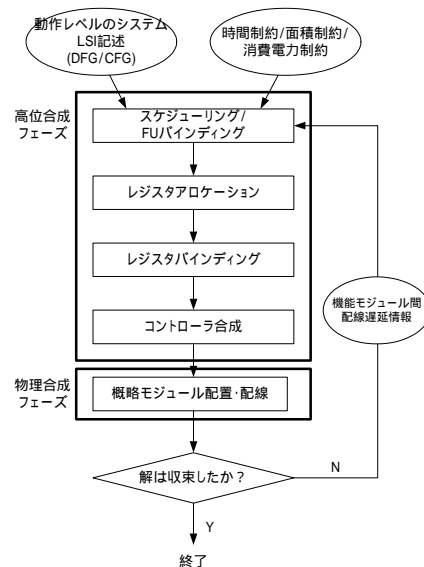 動作レベルのシステム
LSI記述
(DFG/CFG)
時間制約/面積制約/
消費電力制約
高位合成
フェーズ
スケジューリング/
FUバインディング
レジスタアロケーション
レジスタバインディング
コントローラ合成
機能モジュール間
配線遅延情報
物理合成
フェーズ
概略モジュール配置・配線
解は収束したか?
N
Y
終了